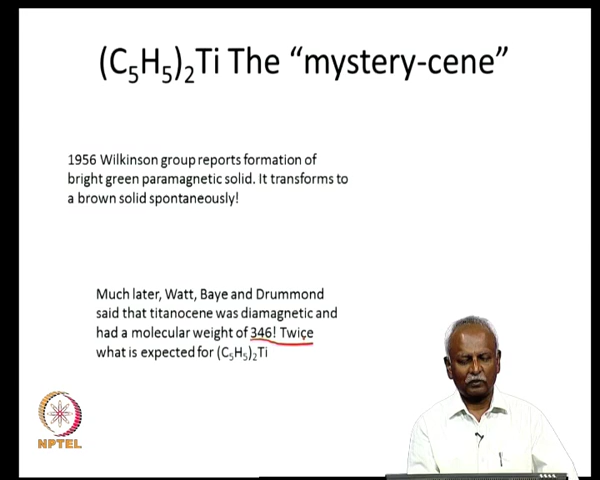 (C5H5)2Ti The “mystery-cene”
1956 Wilkinson group reports formation of
bright green paramagnetic solid. It transforms to
a brown solid spontaneously!
Much later, Watt, Baye and Drummond
said that titanocene was diamagnetic and
had a molecular weight of 346! Twice
what is expected for (C5H5)2Ti
NPTEL